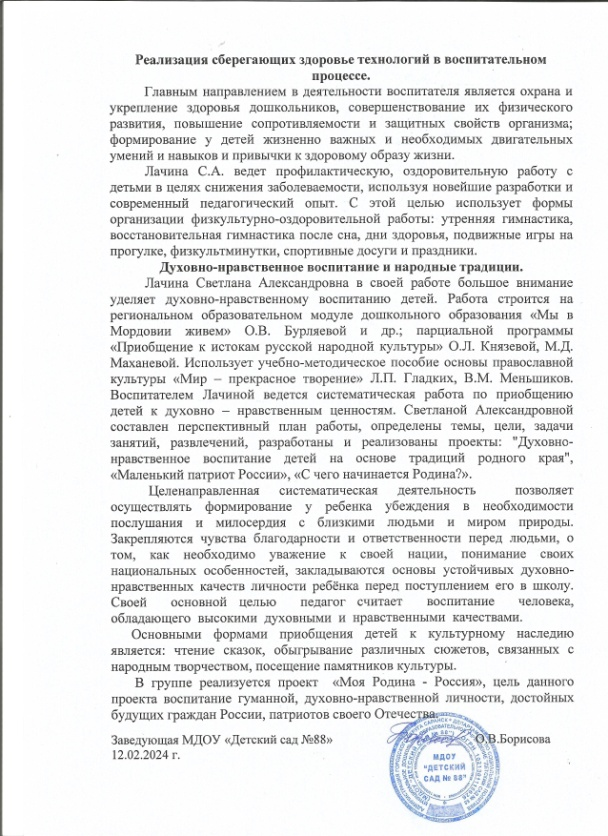 Реализация сберегающих здоровье технологий в воспитательном
процессе.
Главным направлением в деятельности воспитателя является охрана и
укрепление здоровья дошкольников, совершенствование их физического
развития, повышение сопротивляемости и защитных свойств организма;
формирование у детей жизненно важных и необходимых двигательных
умений и навыков и привычки к здоровому образу жизни.
Лачина С.А. ведет профилактическую, оздоровительную работу с
детьми в целях снижения заболеваемости, используя новейшие разработки и
современный педагогический опыт. С этой целью использует формы
организации физкультурно-оздоровительной работы: утренняя гимнастика,
восстановительная гимнастика после сна, дни здоровья, подвижные игры на
прогулке, физкультминутки, спортивные досуги и праздники.
Духовно-нравственное воспитание и народные традиции.
Лачина Светлана Александровна в своей работе большое внимание
уделяет духовно-нравственному воспитанию детей. Работа строится на
региональном образовательном модуле дошкольного образования «Мы в
Мордовии живем» О.В. Бурляевой и др.; парциальной программы
«Приобщение к истокам русской народной культуры» О.Л. Князевой, М.Д.
Маханевой. Использует учебно-методическое пособие основы православной
культуры «Мир – прекрасное творение» Л.П. Гладких, В.М. Меньшиков.
Воспитателем Лачиной ведется систематическая работа по приобщению
детей к духовно – нравственным ценностям. Светланой Александровной
составлен перспективный план работы, определены темы, цели, задачи
занятий, развлечений, разработаны и реализованы проекты: "Духовно-
нравственное воспитание детей на основе традиций родного края",
«Маленький патриот России», «С чего начинается Родина?».
Целенаправленная систематическая деятельность позволяет
осуществлять формирование у ребенка убеждения в необходимости
послушания и милосердия с близкими людьми и миром природы.
Закрепляются чувства благодарности и ответственности перед людьми, о
том, как необходимо уважение к своей нации, понимание своих
национальных особенностей, закладываются основы устойчивых духовно-
нравственных качеств личности ребёнка перед поступлением его в школу.
Своей основной целью педагог считает воспитание человека,
обладающего высокими духовными и нравственными качествами.
Основными формами приобщения детей к культурному наследию
является: чтение сказок, обыгрывание различных сюжетов, связанных с
народным творчеством, посещение памятников культуры.
В группе реализуется проект «Моя Родина - Россия», цель данного
проекта воспитание гуманной, духовно-нравственной личности, достойных
будущих граждан России, патриотов своего Отечества.
Заведующая МДОУ «Детский сад №88» О.В.Борисова
12.02.2024 г.
МДОУ
"ДЕТСКИЙ
САД № 88"